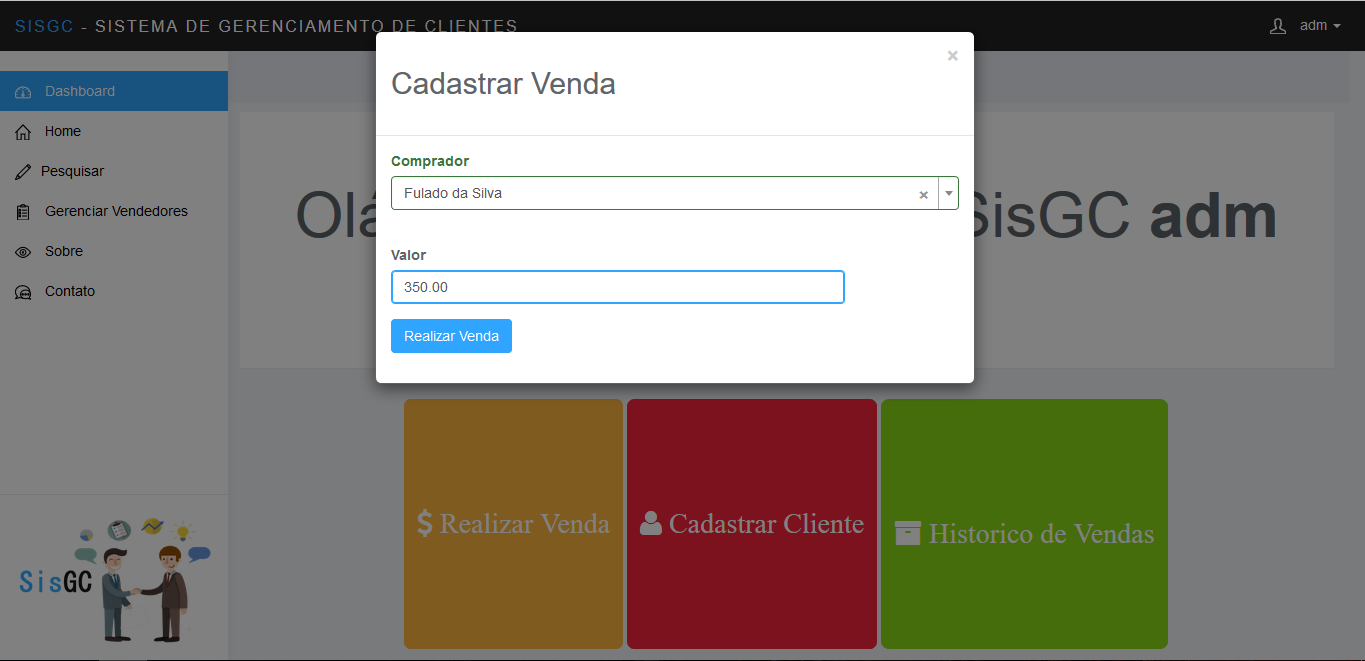 SISGC - SISTEMA DE GERENCIAMENTO DE CLIENTES
adm
×
Cadastrar Venda
Dashboard
Home
Pesquisar
Gerenciar Vendedores
Sobre
Contato
Comprador
Fulado da Silva ×
Olá SisGC adm
Valor
350.00
Realizar Venda
$ Realizar Venda
Cadastrar Cliente
Historico de Vendas
SisGC